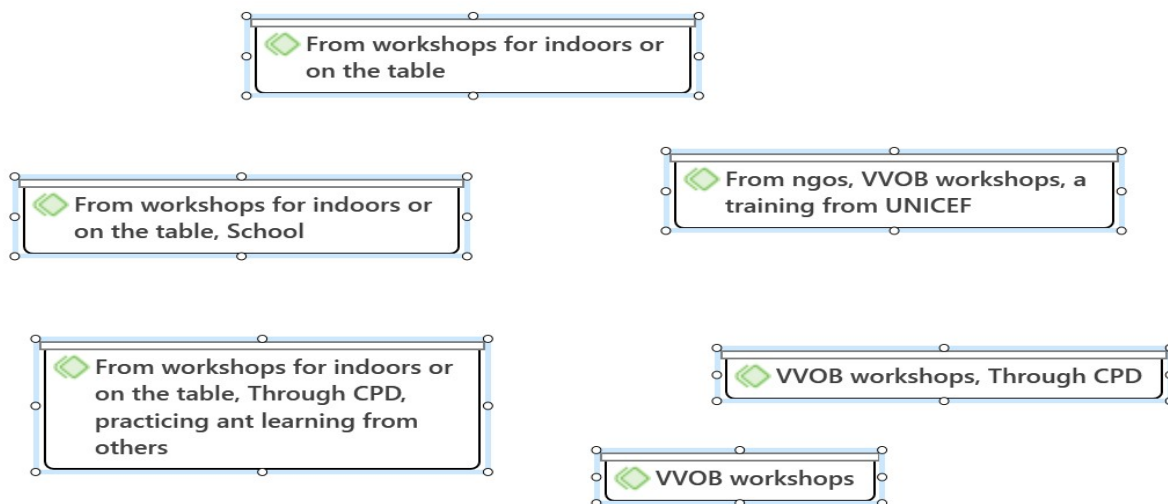 From workshops for indoors or
on the table
From ngos, VVOB workshops, a
training from UNICEF
From workshops for indoors or
on the table, School
From workshops for indoors or
on the table, Through CPD,
practicing ant learning from
others
VVOB workshops, Through CPD
VVOB workshops